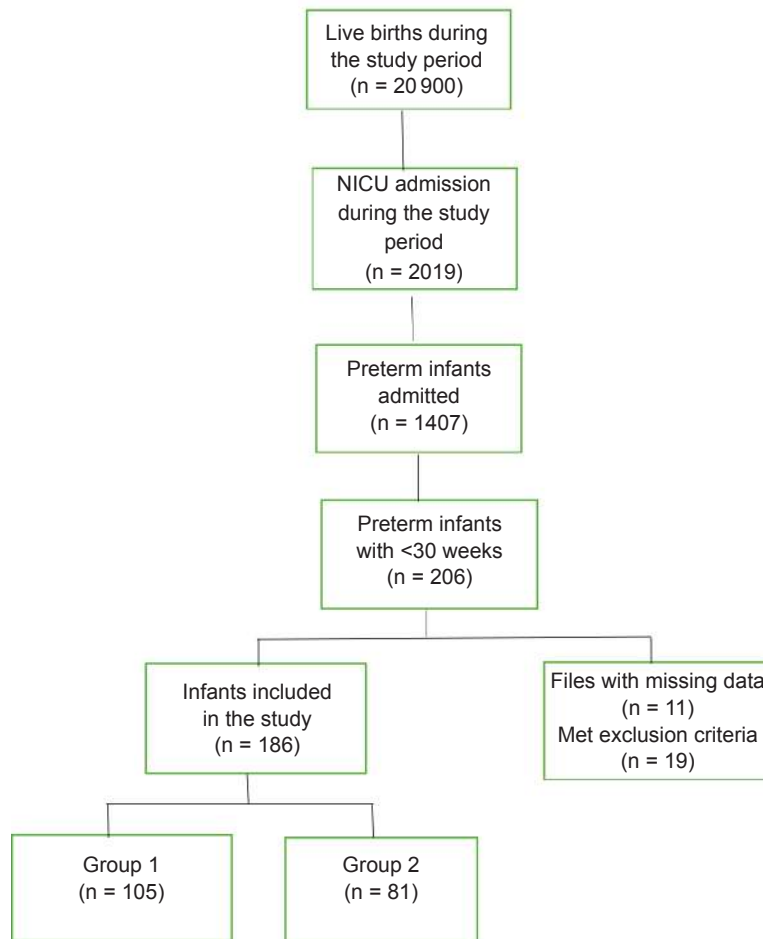 Live births during
the study period
(n = 20 900)
NICU admission
during the study
period
(n = 2019)
Preterm infants
admitted
(n = 1407)
Preterm infants
with <30 weeks
(n = 206)
Infants included
in the study
(n = 186)
Files with missing data
(n = 11)
Met exclusion criteria
(n = 19)
Group 1
(n = 105)
Group 2
(n = 81)